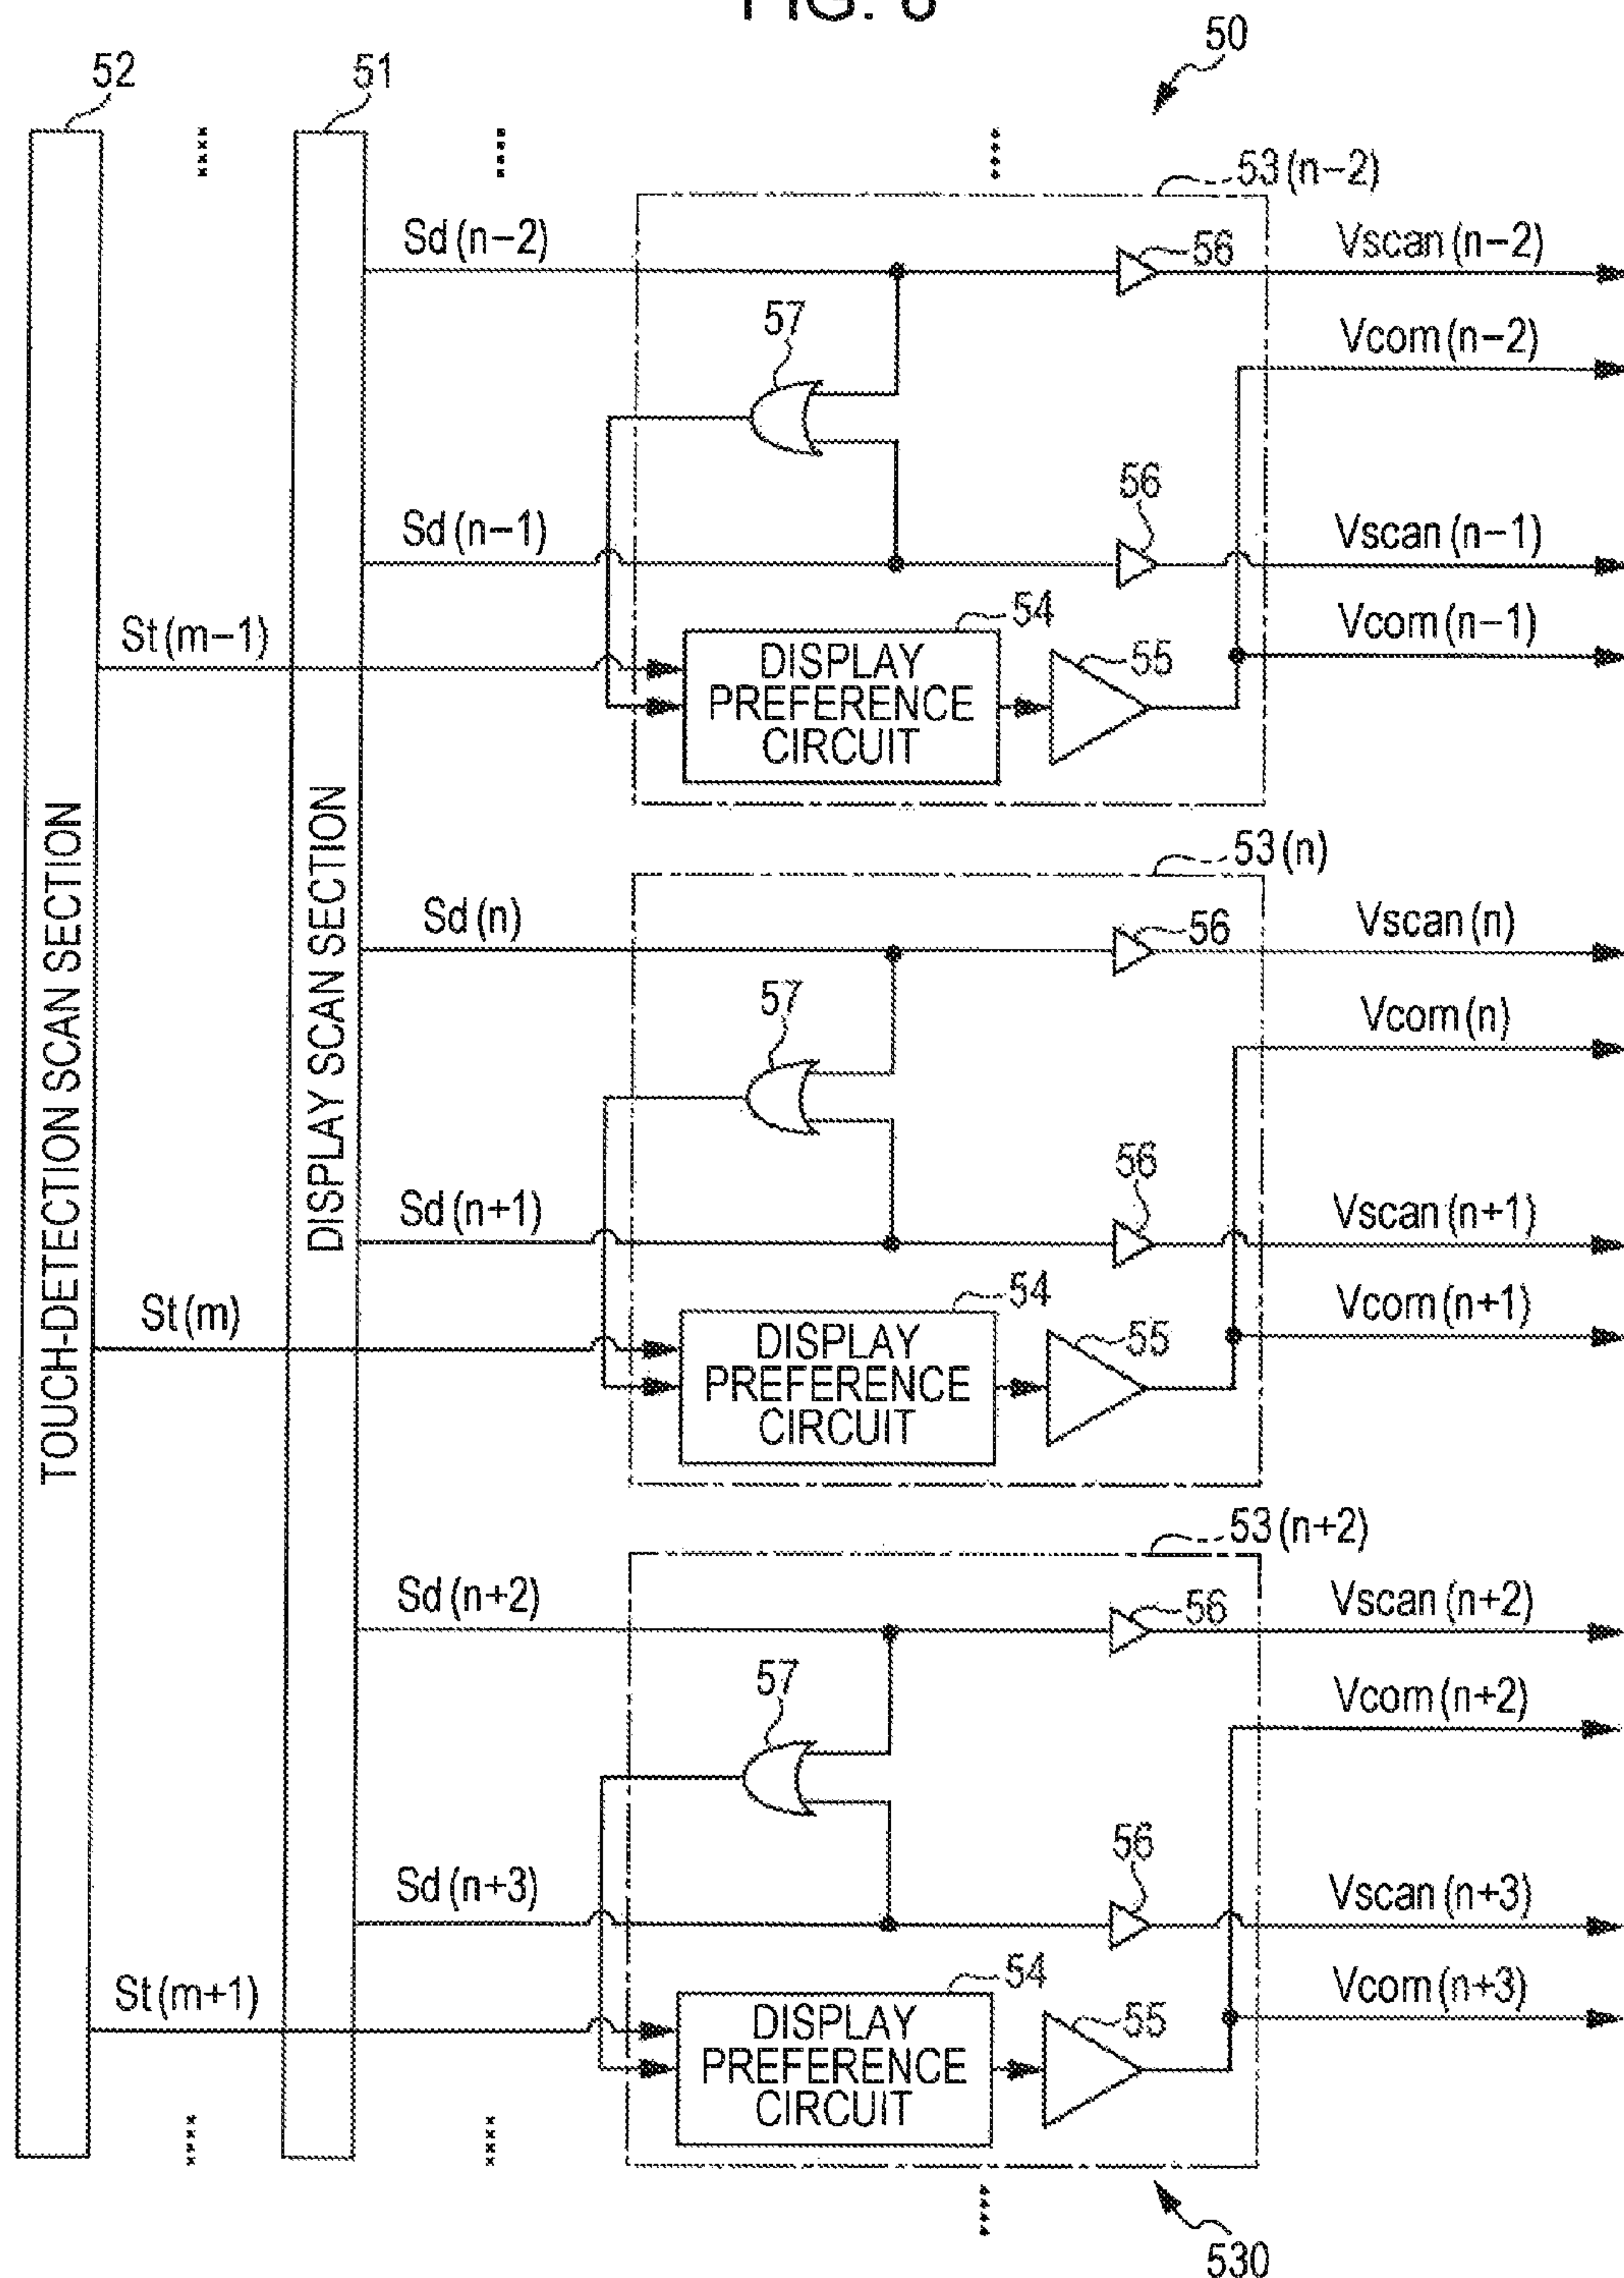 50
52
51
53(n-2)
Sd(n-2)
56
Vscan(n-2)
57
Vcom(n-2)
56
Sd(n-1)
Vscan(n-1)
54
St(m-1)
DISPLAY
PREFERENCE
CIRCUIT
55
Vcom(n-1)
TOUCH-DETECTION SCAN SECTION
DISPLAY SCAN SECTION
53(n)
Sd(n)
56
Vscan(n)
57
Vcom(n)
56
Sd(n+1)
Vscan(n+1)
54
St(m)
DISPLAY
PREFERENCE
CIRCUIT
55
Vcom(n+1)
53(n+2)
Sd(n+2)
56
Vscan(n+2)
57
Vcom(n+2)
56
Sd(n+3)
Vscan(n+3)
54
St(m+1)
DISPLAY
PREFERENCE
CIRCUIT
55
Vcom(n+3)
530